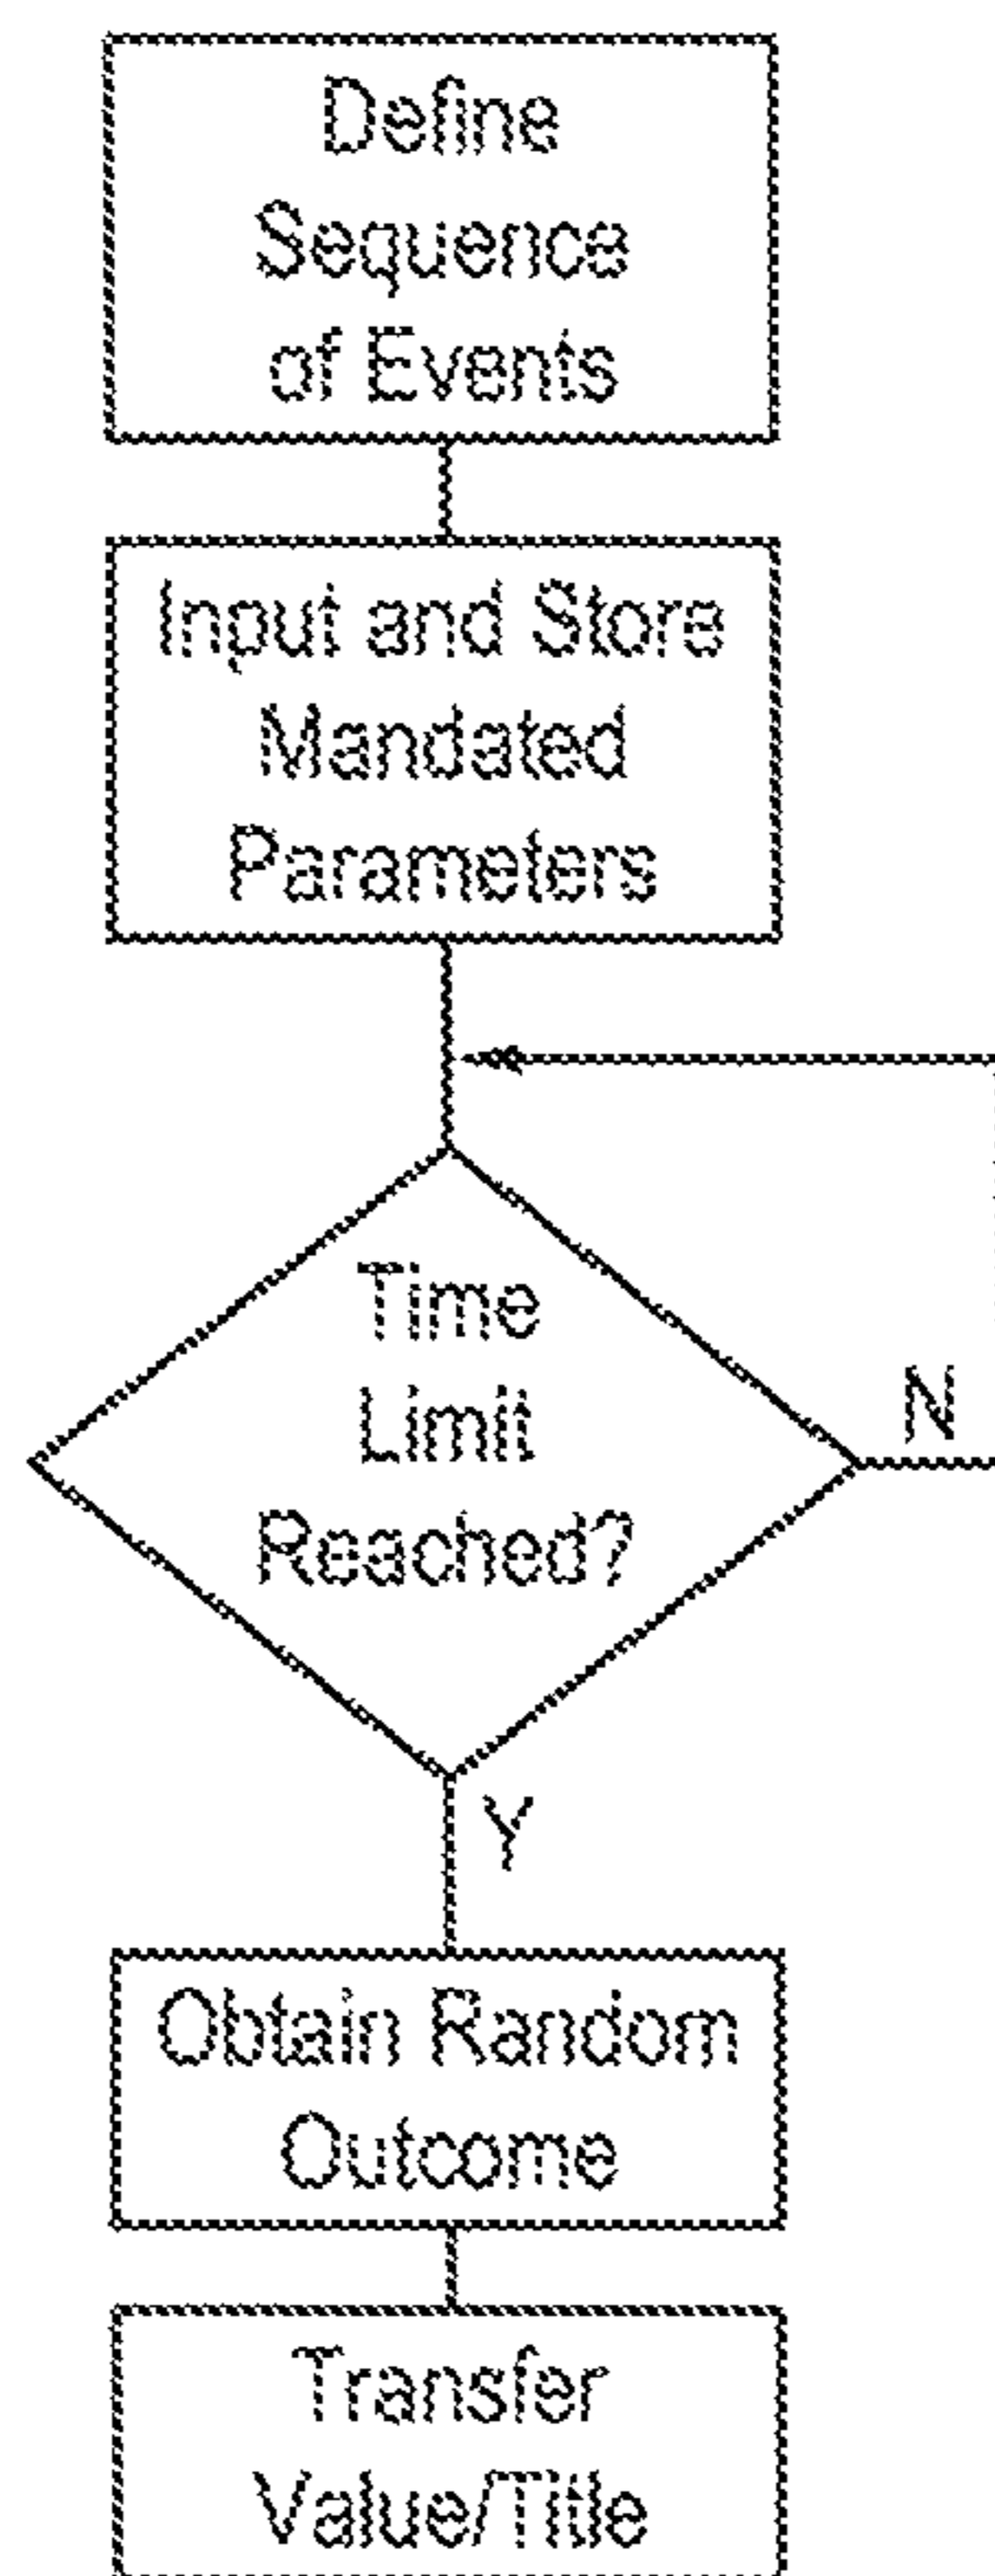 Define
Sequence
of Events
Input and Store
Mandated
Parameters
Time
Limit
Reached?
N
Y
Obtain Random
Outcome
Transfer
Value/Title